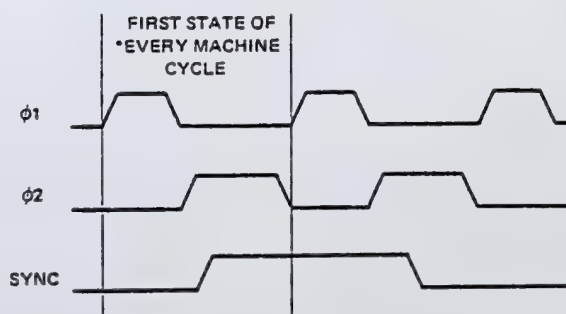 FIRST STATE OF
*EVERY MACHINE
CYCLE
ϕ1
ϕ2
SYNC